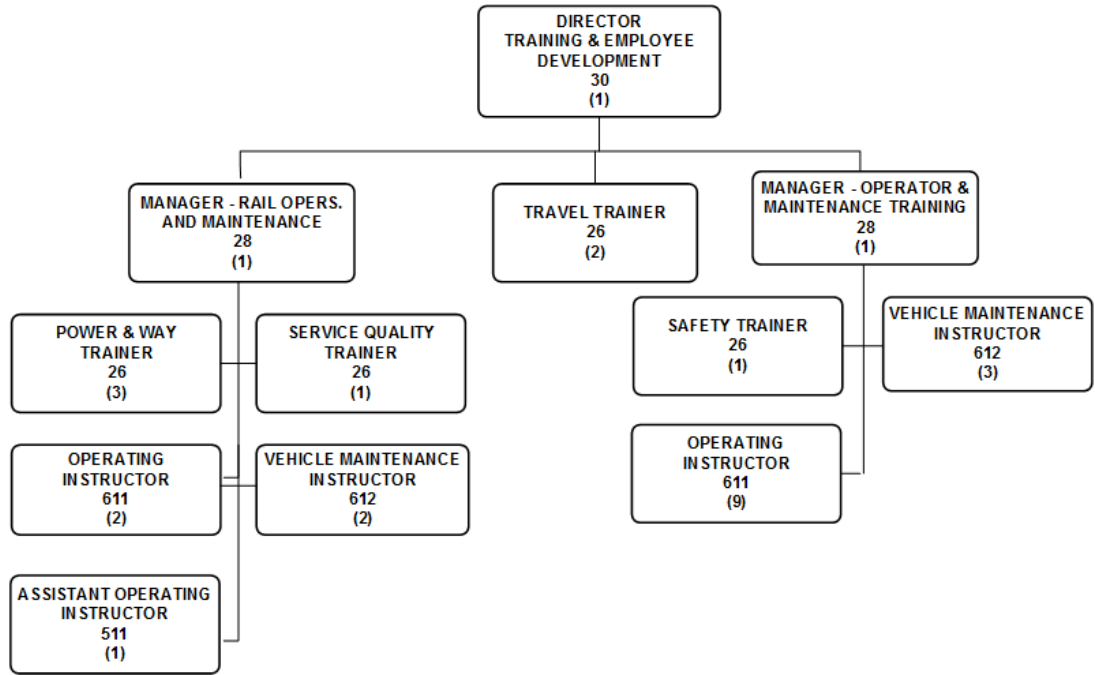 DIRECTOR
TRAINING & EMPLOYEE
DEVELOPMENT
30
(1)
MANAGER - RAIL OPERS.
AND MAINTENANCE
28
(1)
TRAVEL TRAINER
26
(2)
MANAGER - OPERATOR &
MAINTENANCE TRAINING
28
(1)
POWER & WAY
TRAINER
26
(3)
SERVICE QUALITY
TRAINER
26
(1)
SAFETY TRAINER
26
(1)
VEHICLE MAINTENANCE
INSTRUCTOR
612
(3)
OPERATING
INSTRUCTOR
611
(2)
VEHICLE MAINTENANCE
INSTRUCTOR
612
(2)
OPERATING
INSTRUCTOR
611
(9)
ASSISTANT OPERATING
INSTRUCTOR
511
(1)